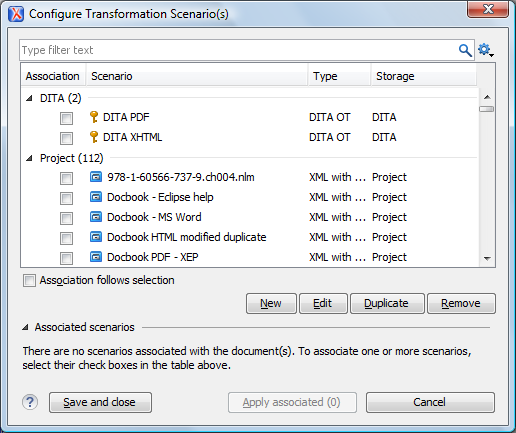 Configure Transformation Scenario(s)
Type filter text
Association Scenario Type Storage
DITA (2)
DITA PDF DITA OT DITA
DITA XHTML DITA OT DITA
Project (112)
978-1-60566-737-9.ch004.nlm XML with ... Project
Docbook - Eclipse help XML with ... Project
Docbook - MS Word XML with ... Project
Docbook HTML modified duplicate XML with ... Project
Docbook PDF - XEP XML with ... Project
Association follows selection
New Edit Duplicate Remove
Associated scenarios
There are no scenarios associated with the document(s). To associate one or more scenarios,
select their check boxes in the table above.
? Save and close Apply associated (0) Cancel